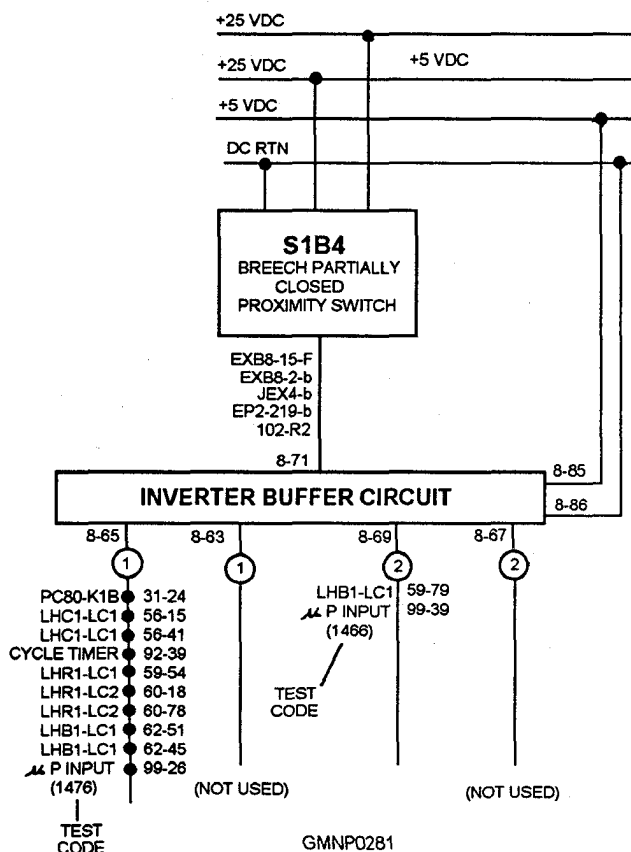 +25 VDC
+25 VDC
+5 VDC
+5 VDC
DC RTN
S1B4
BREECH PARTIALLY
CLOSED
PROXIMITY SWITCH
EXB8-15-F
EXB8-2-b
JEX4-b
EP2-219-b
102-R2
8-71
8-85
INVERTER BUFFER CIRCUIT
8-86
8-65
8-63
8-69
8-67
1
1
2
2
PC80-K1B 31-24
LHC1-LC1 56-15
LHC1-LC1 56-41
CYCLE TIMER 92-39
LHR1-LC1 59-54
LHR1-LC2 60-18
LHR1-LC2 60-78
LHB1-LC1 62-51
LHB1-LC1 62-45
µ P INPUT 99-26
(1476)
TEST
CODE
(NOT USED)
LHB1-LC1 59-79
µ P INPUT 99-39
(1466)
TEST
CODE
(NOT USED)
GMNP0281